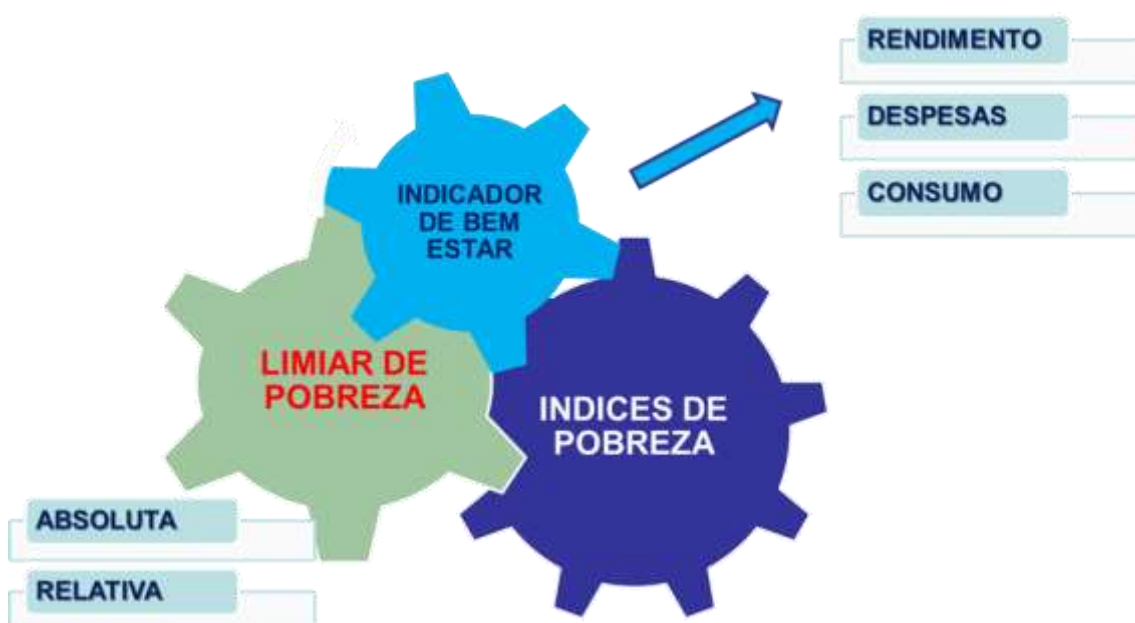 RENDIMENTO
DESPESAS
CONSUMO
INDICADOR
DE BEM
ESTAR
LIMIAR DE
POBREZA
INDICES DE
POBREZA
ABSOLUTA
RELATIVA